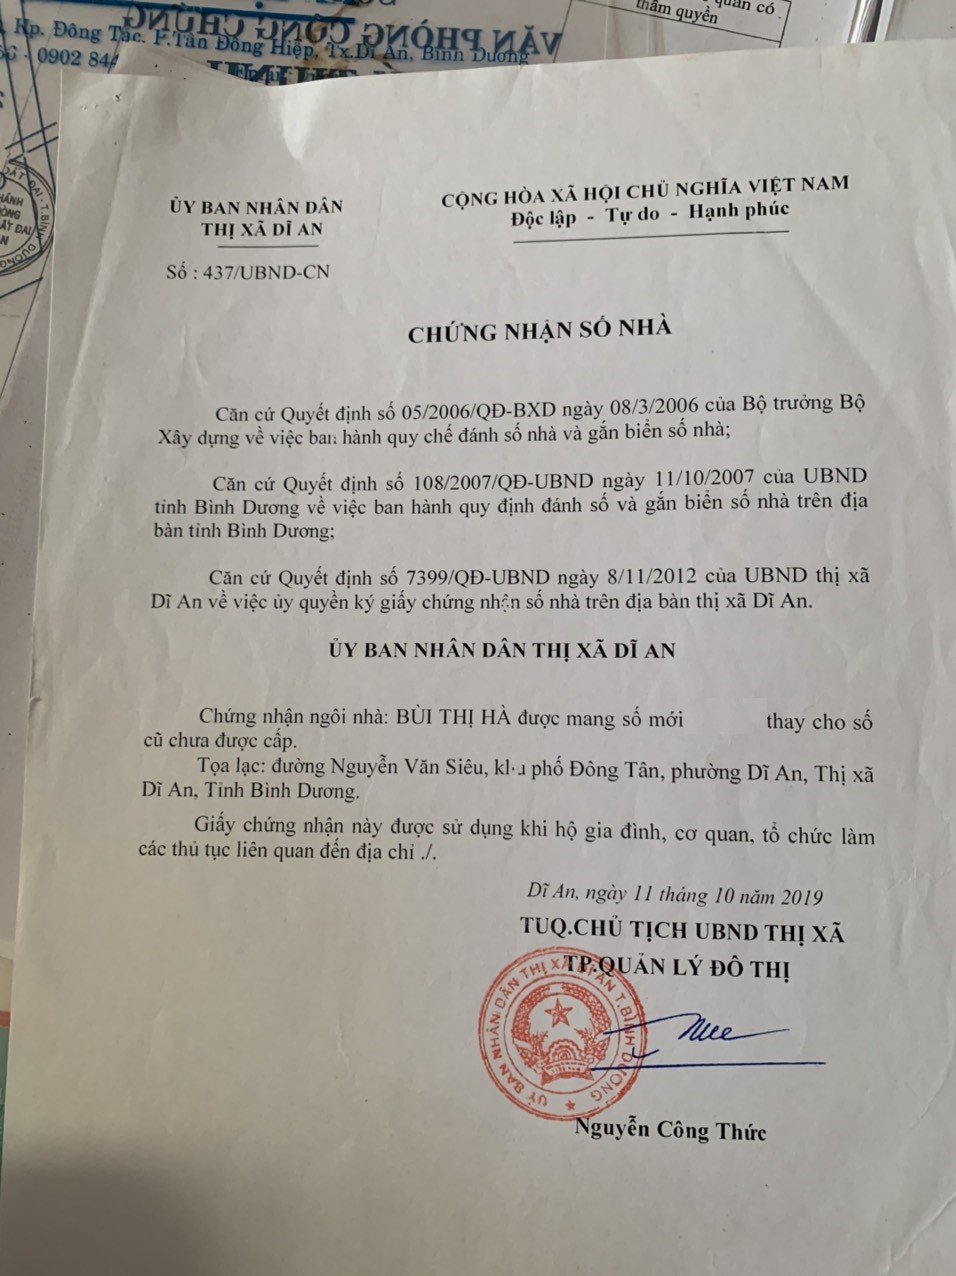 VĂN PHÒNG CÔNG CHỨNG
Kp. Đông Tác. P.Tân Đông Hiệp, Tx.Dĩ An, Bình Dương
0902 844
quan có
thẩm quyền
ỦY BAN NHÂN DÂN
THỊ XÃ DĨ AN
Số : 437/UBND-CN
CỘNG HÒA XÃ HỘI CHỦ NGHĨA VIỆT NAM
Độc lập - Tự do - Hạnh phúc
CHỨNG NHẬN SỐ NHÀ
Căn cứ Quyết định số 05/2006/QĐ-BXD ngày 08/3/2006 của Bộ trưởng Bộ
Xây dựng về việc ban hành quy chế đánh số nhà và gắn biển số nhà;
Căn cứ Quyết định số 108/2007/QĐ-UBND ngày 11/10/2007 của UBND
tỉnh Bình Dương về việc ban hành quy định đánh số và gắn biển số nhà trên địa
bàn tỉnh Bình Dương;
Căn cứ Quyết định số 7399/QĐ-UBND ngày 8/11/2012 của UBND thị xã
Dĩ An về việc ủy quyền ký giấy chứng nhận số nhà trên địa bàn thị xã Dĩ An.
ỦY BAN NHÂN DÂN THỊ XÃ DĨ AN
Chứng nhận ngôi nhà: BÙI THỊ HÀ được mang số mới thay cho số
cũ chưa được cấp.
Tọa lạc: đường Nguyễn Văn Siêu, khu phố Đông Tân, phường Dĩ An, Thị xã
Dĩ An, Tỉnh Bình Dương.
Giấy chứng nhận này được sử dụng khi hộ gia đình, cơ quan, tổ chức làm
các thủ tục liên quan đến địa chỉ ./.
Dĩ An, ngày 11 tháng 10 năm 2019
TUQ.CHỦ TỊCH UBND THỊ XÃ
TP.QUẢN LÝ ĐÔ THỊ
ỦY BAN NHÂN DÂN THỊ XÃ DĨ AN T.BÌNH DƯƠNG
Nguyễn Công Thức